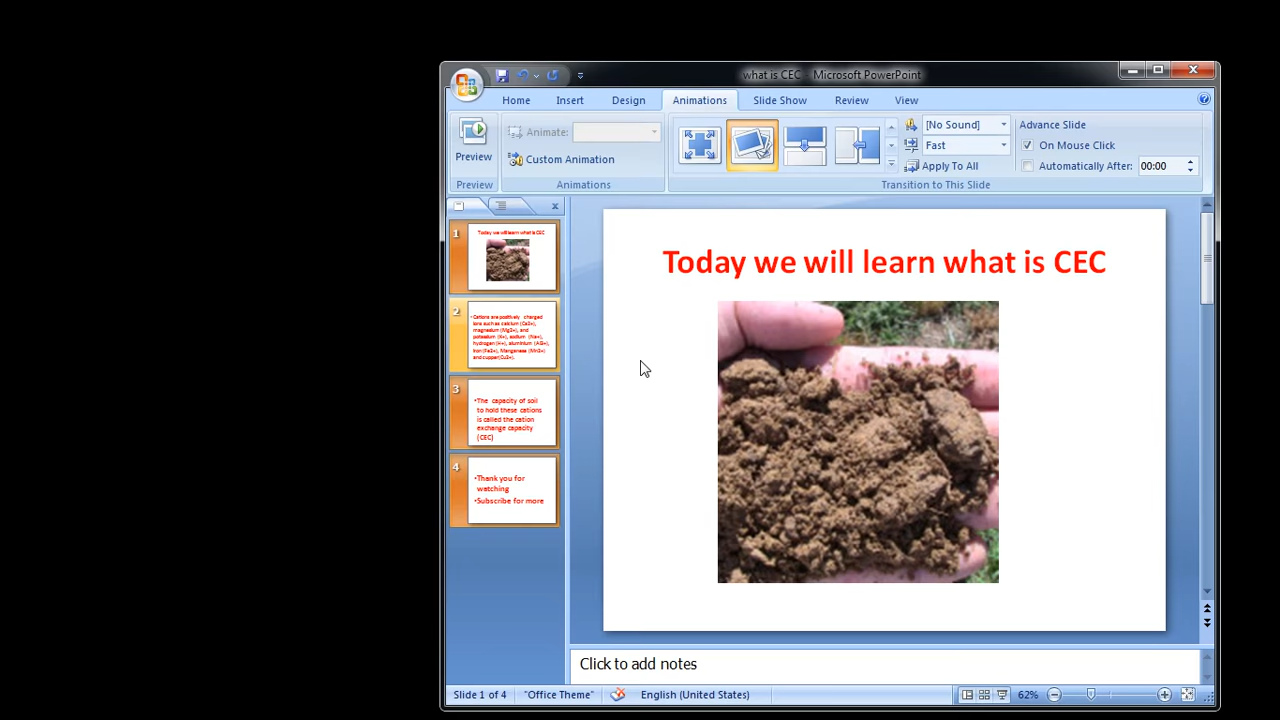 what is CEC - Microsoft PowerPoint
Home Insert Design Animations Slide Show Review View
Preview
Animate:
Custom Animation
[No Sound]
Fast
Apply To All
Advance Slide
On Mouse Click
Automatically After: 00:00
Preview Animations Transition to This Slide
1
Today we will learn what is CEC
2
•Cations are positively charged
ions such as calcium (Ca2+),
magnesium (Mg2+), and
potassium (K+), sodium (Na+),
hydrogen (H+), aluminium (Al3+),
iron (Fe2+), Manganese (Mn2+)
and cupper(Cu2+).
3
•The capacity of soil
to hold these cations
is called the cation
exchange capacity
(CEC)
4
•Thank you for
watching
•Subscribe for more
Today we will learn what is CEC
Click to add notes
Slide 1 of 4 "Office Theme" English (United States) 62%